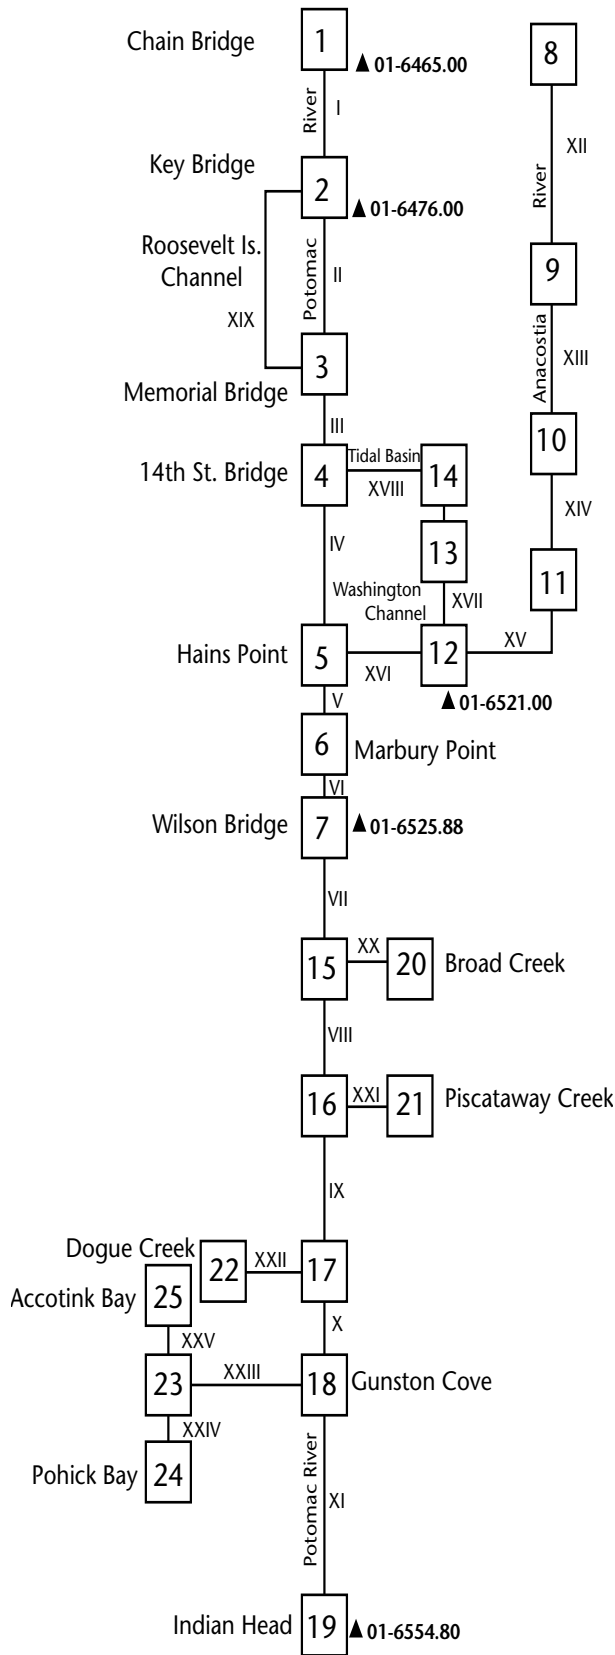 Chain Bridge
1
▲ 01-6465.00
River
I
Key Bridge
2
▲ 01-6476.00
Roosevelt Is.
Channel
XIX
Potomac
II
3
Memorial Bridge
III
14th St. Bridge
4
Tidal Basin
XVIII
14
IV
13
Washington
Channel
XVII
Hains Point
5
XVI
12
▲ 01-6521.00
XV
8
XII
River
9
Anacostia
XIII
10
XIV
11
V
6
Marbury Point
VI
Wilson Bridge
7
▲ 01-6525.88
VII
15
XX
20
Broad Creek
VIII
16
XXI
21
Piscataway Creek
IX
Dogue Creek
22
XXII
17
Accotink Bay
25
X
XXV
23
XXIII
18
Gunston Cove
XXIV
Pohick Bay
24
Potomac River
XI
Indian Head
19
▲ 01-6554.80